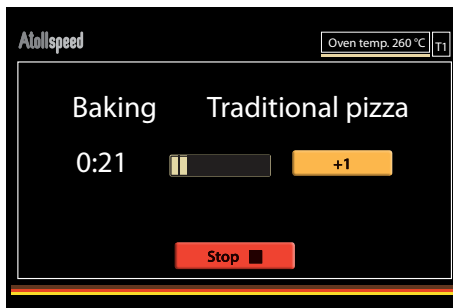 Atollspeed
Oven temp. 260 °C T1
Baking Traditional pizza
0:21 +1
Stop